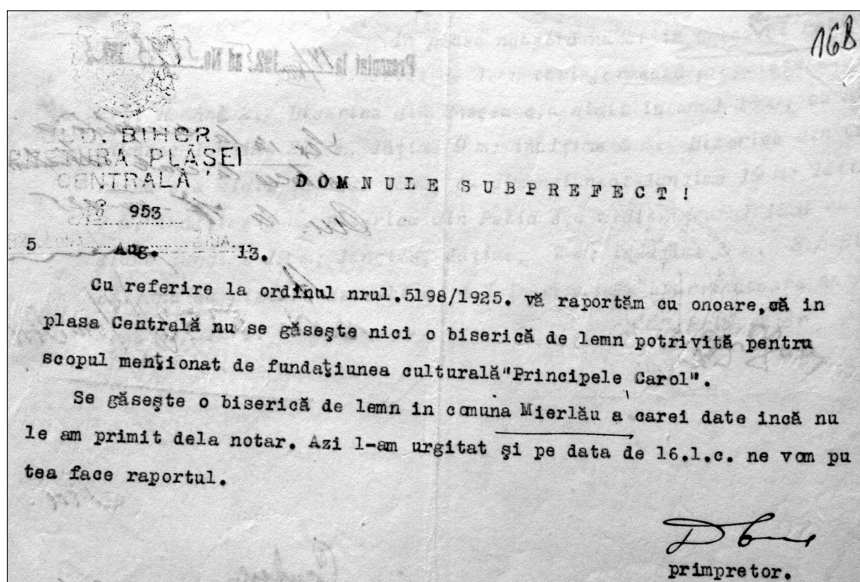 168
JUD. BIHOR
PRETURA PLĂSEI
CENTRALĂ
953
DOMNULE SUBPREFECT!
5 Aug. 13.
Cu referire la ordinul nrul.5198/1925. vă raportăm cu onoare,că in
plasa Centrală nu se găsește nici o biserică de lemn potrivită pentru
scopul menţionat de fundaţiunea culturală"Principele Carol".
Se găsește o biserică de lemn in comuna Mierlău a carei date incă nu
le am primit dela notar. Azi l-am urgitat şi pe data de 16.l.c. ne vom pu
tea face raportul.
primpretor.